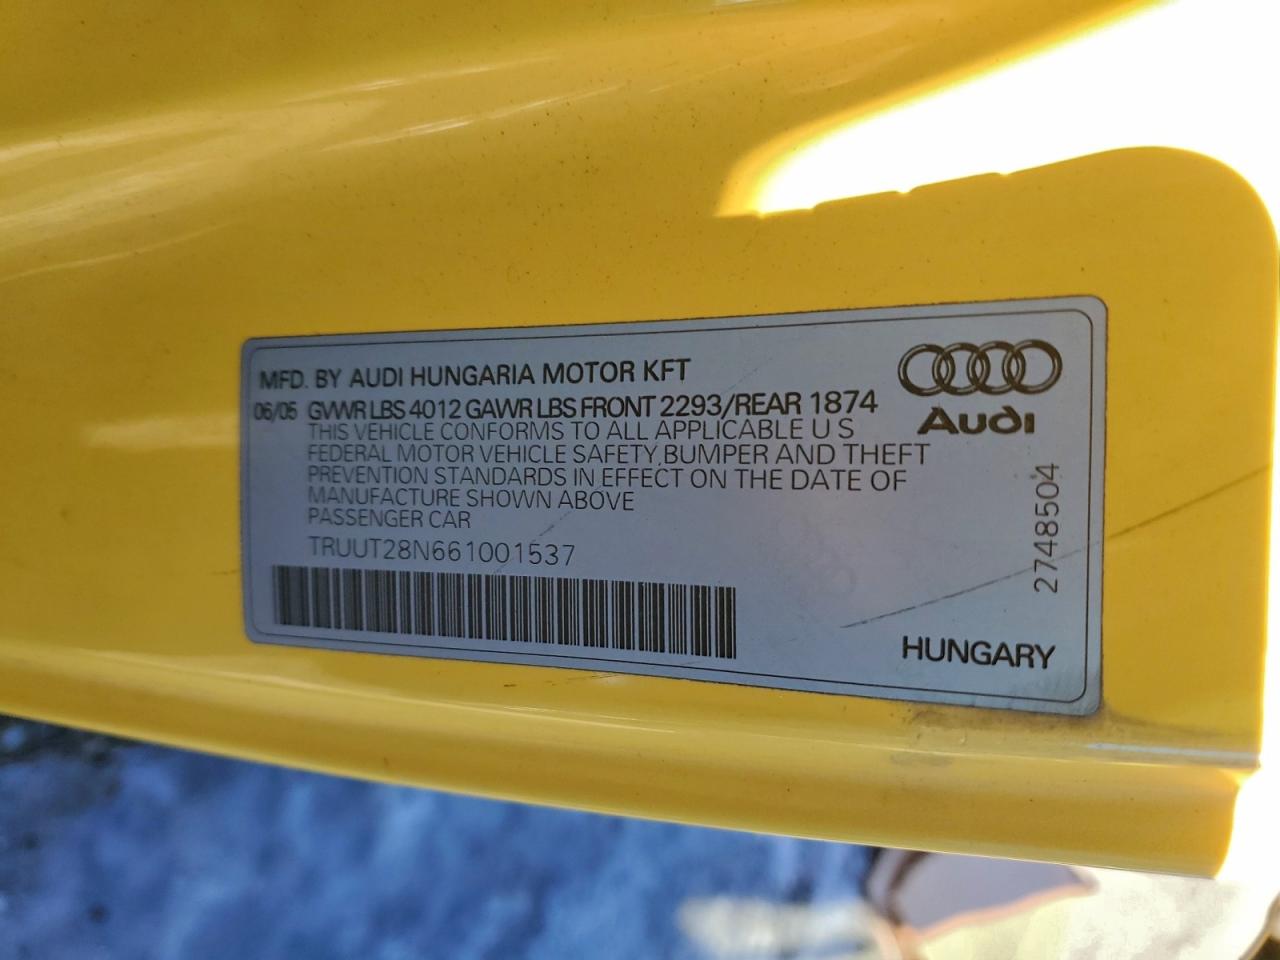 MFD. BY AUDI HUNGARIA MOTOR KFT
06/05 GVWR LBS 4012 GAWR LBS FRONT 2293/REAR 1874
THIS VEHICLE CONFORMS TO ALL APPLICABLE U S
FEDERAL MOTOR VEHICLE SAFETY, BUMPER AND THEFT
PREVENTION STANDARDS IN EFFECT ON THE DATE OF
MANUFACTURE SHOWN ABOVE
PASSENGER CAR
TRUUT28N661001537
Audi
2748504
HUNGARY